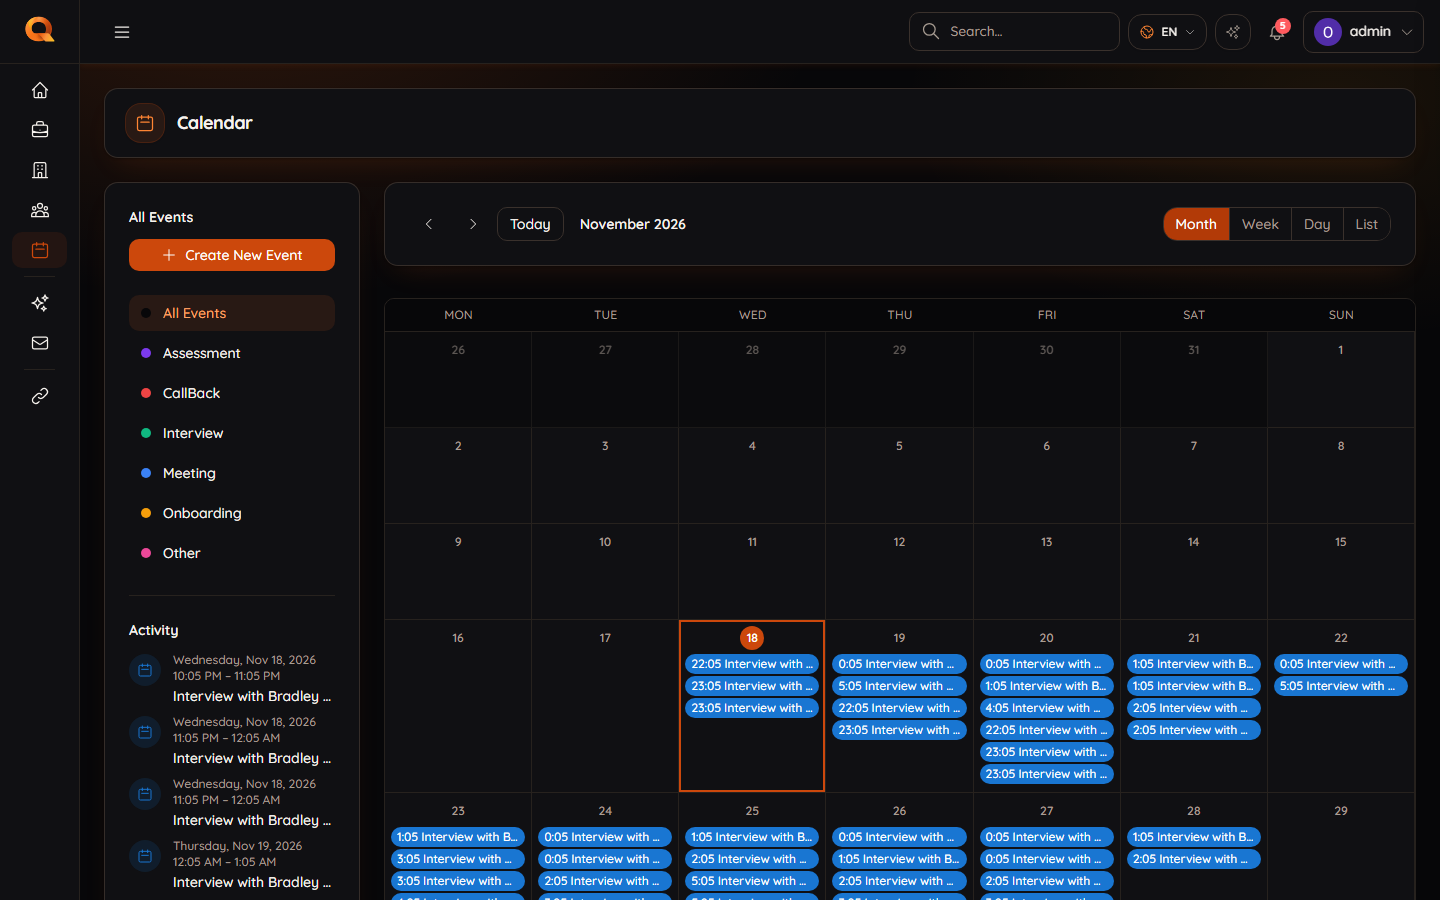 Search...
EN
5
O
admin
Calendar
All Events
Create New Event
All Events
Assessment
CallBack
Interview
Meeting
Onboarding
Other
Activity
Wednesday, Nov 18, 2026
10:05 PM – 11:05 PM
Interview with Bradley ...
Wednesday, Nov 18, 2026
11:05 PM – 12:05 AM
Interview with Bradley ...
Wednesday, Nov 18, 2026
11:05 PM – 12:05 AM
Interview with Bradley ...
Thursday, Nov 19, 2026
12:05 AM – 1:05 AM
Interview with Bradley ...
Today
November 2026
Month Week Day List
MON TUE WED THU FRI SAT SUN
26 27 28 29 30 31 1
2 3 4 5 6 7 8
9 10 11 12 13 14 15
16 17 18 19 20 21 22
22:05 Interview with ... 0:05 Interview with ... 0:05 Interview with ... 1:05 Interview with B... 0:05 Interview with ...
23:05 Interview with ... 5:05 Interview with ... 1:05 Interview with B... 1:05 Interview with B... 5:05 Interview with ...
23:05 Interview with ... 22:05 Interview with ... 4:05 Interview with ... 2:05 Interview with ...
23:05 Interview with ... 22:05 Interview with ... 2:05 Interview with ...
23:05 Interview with ...
23:05 Interview with ...
23 24 25 26 27 28 29
1:05 Interview with B... 0:05 Interview with ... 1:05 Interview with B... 0:05 Interview with ... 0:05 Interview with ... 1:05 Interview with B...
3:05 Interview with ... 0:05 Interview with ... 2:05 Interview with ... 1:05 Interview with B... 0:05 Interview with ... 2:05 Interview with ...
3:05 Interview with ... 2:05 Interview with ... 5:05 Interview with ... 2:05 Interview with ... 2:05 Interview with ...